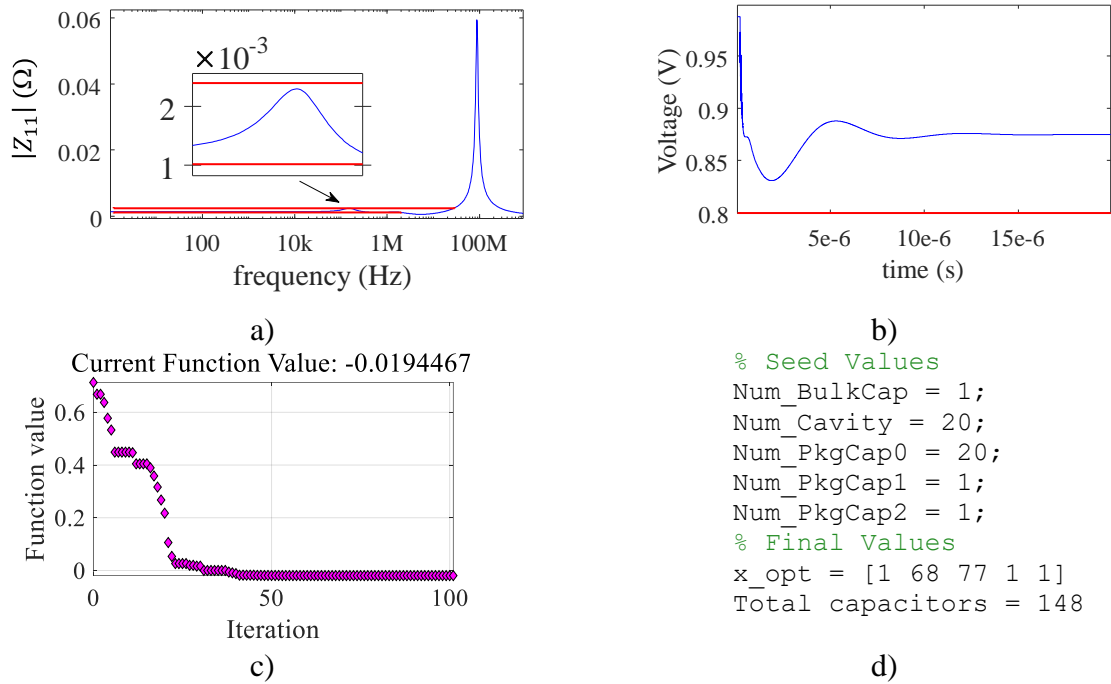 0.06
0.04
0.02
0
|Z₁₁| (Ω)
× 10⁻³
2
1
100
10k
1M
100M
frequency (Hz)
a)
0.95
0.9
0.85
0.8
Voltage (V)
5e-6
10e-6
15e-6
time (s)
b)
Current Function Value: -0.0194467
0.6
0.4
0.2
0
Function value
0
50
100
Iteration
c)
% Seed Values
Num_BulkCap = 1;
Num_Cavity = 20;
Num_PkgCap0 = 20;
Num_PkgCap1 = 1;
Num_PkgCap2 = 1;
% Final Values
x_opt = [1 68 77 1 1]
Total capacitors = 148
d)